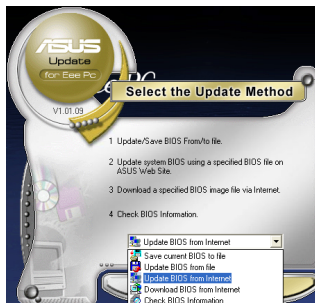 ASUS
Update
for Eee Pc
Select the Update Method
V1.01.09
1 Update/Save BIOS From/to file.
2 Update system BIOS using a specified BIOS file on
ASUS Web Site.
3 Download a specified BIOS image file via Internet.
4 Check BIOS Information.
Update BIOS from Internet
Save current BIOS to file
Update BIOS from file
Update BIOS from Internet
Download BIOS from Internet
Check BIOS Information